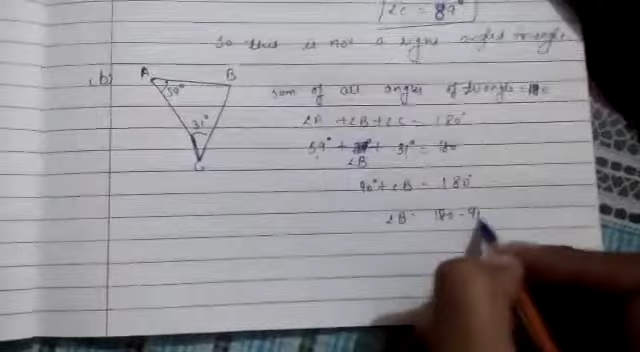 ∠C = 89°
So this is not a right angled triangle
(b) A B
59°
31°
C
sum of all angles of triangle = 180
∠A + ∠B + ∠C = 180°
59° + ∠B + 31° = 180
90° + ∠B = 180°
∠B = 180 - 9